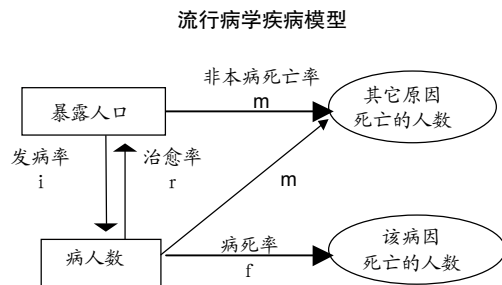 流行病学疾病模型
非本病死亡率
m
暴露人口
其它原因
死亡的人数
发病率
i
治愈率
r
m
病人数
病死率
f
该病因
死亡的人数